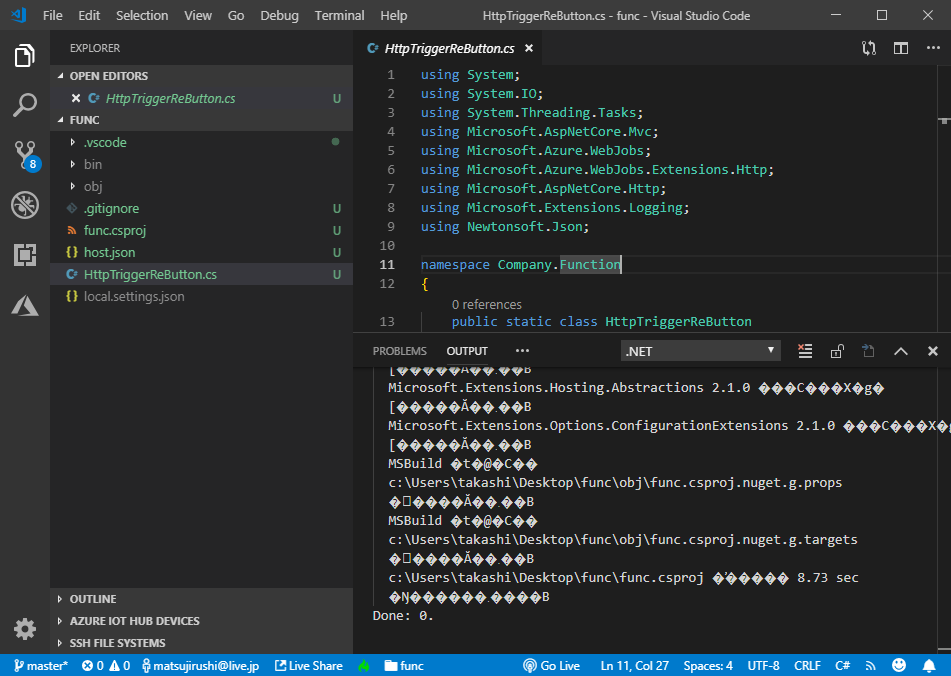 File Edit Selection View Go Debug Terminal Help HttpTriggerReButton.cs - func - Visual Studio Code
EXPLORER
OPEN EDITORS
HttpTriggerReButton.cs U
FUNC
.vscode
bin
obj
.gitignore U
func.csproj U
{} host.json U
HttpTriggerReButton.cs U
{} local.settings.json
OUTLINE
AZURE IOT HUB DEVICES
SSH FILE SYSTEMS
8
HttpTriggerReButton.cs
1 using System;
2 using System.IO;
3 using System.Threading.Tasks;
4 using Microsoft.AspNetCore.Mvc;
5 using Microsoft.Azure.WebJobs;
6 using Microsoft.Azure.WebJobs.Extensions.Http;
7 using Microsoft.AspNetCore.Http;
8 using Microsoft.Extensions.Logging;
9 using Newtonsoft.Json;
10
11 namespace Company.Function
12 {
0 references
13 public static class HttpTriggerReButton
PROBLEMS OUTPUT ••• .NET
[�����Ă��܂��B
Microsoft.Extensions.Hosting.Abstractions 2.1.0 ���C���X�g�
[�����Ă��܂��B
Microsoft.Extensions.Options.ConfigurationExtensions 2.1.0 ���C���X�g
[�����Ă��܂��B
MSBuild �t�@�C��
c:\Users\takashi\Desktop\func\obj\func.csproj.nuget.g.props
MSBuild �t�@�C��
c:\Users\takashi\Desktop\func\obj\func.csproj.nuget.g.targets
c:\Users\takashi\Desktop\func\func.csproj 8.73 sec
Done: 0.
master* 0 0 matsujirushi@live.jp Live Share func Go Live Ln 11, Col 27 Spaces: 4 UTF-8 CRLF C#